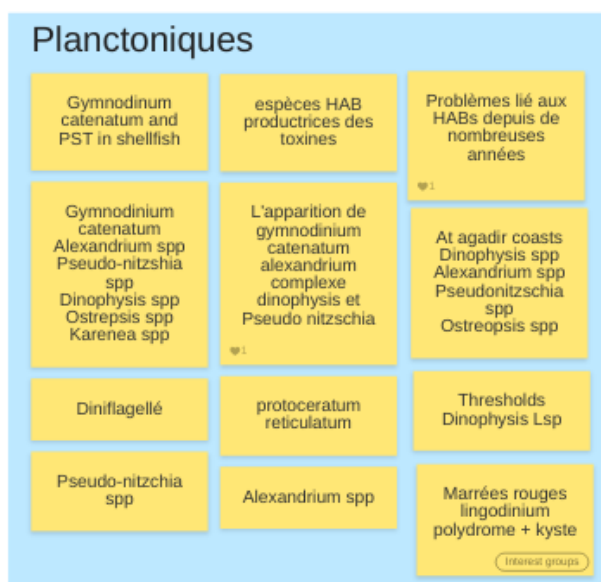 Planctoniques
Gymnodinum
catenatum and
PST in shellfish
espèces HAB
productrices des
toxines
Problèmes lié aux
HABs depuis de
nombreuses
années
1
Gymnodinium
catenatum
Alexandrium spp
Pseudo-nitzshia
spp
Dinophysis spp
Ostrepsis spp
Karenea spp
L'apparition de
gymnodinium
catenatum
alexandrium
complexe
dinophysis et
Pseudo nitzschia
1
At agadir coasts
Dinophysis spp
Alexandrium spp
Pseudonitzschia
spp
Ostreopsis spp
Diniflagellé
protoceratum
reticulatum
Thresholds
Dinophysis Lsp
Pseudo-nitzchia
spp
Alexandrium spp
Marrées rouges
lingodinium
polydrome + kyste
Interest groups